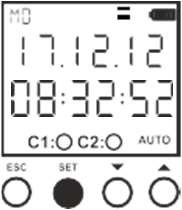 MO
17.12.12
08:32:52
C1:○ C2:○ AUTO
ESC SET ▼ ▲